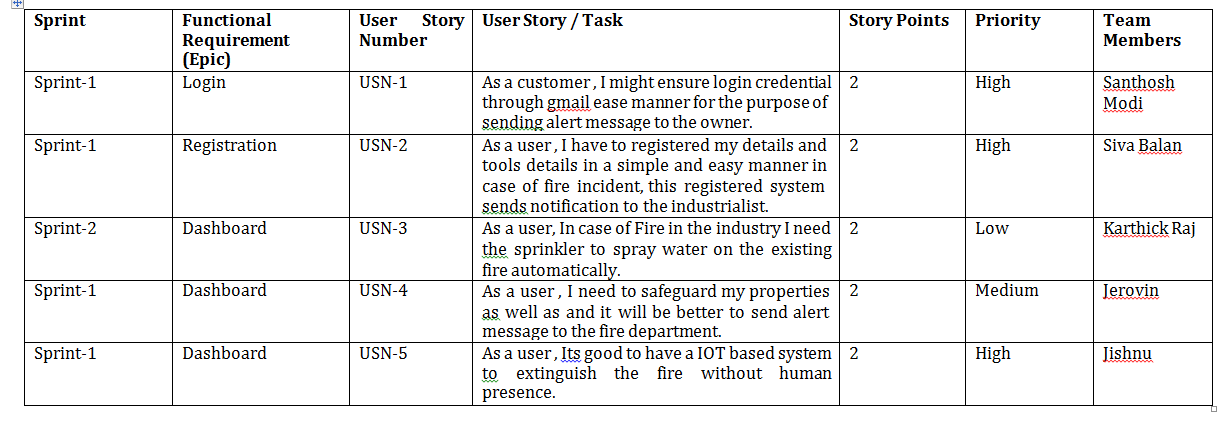 Sprint Functional Requirement (Epic) User Story Number User Story / Task Story Points Priority Team Members
Sprint-1 Login USN-1 As a customer , I might ensure login credential 2 High Santhosh
through gmail ease manner for the purpose of Modi
sending alert message to the owner.
Sprint-1 Registration USN-2 As a user , I have to registered my details and 2 High Siva Balan
tools details in a simple and easy manner in
case of fire incident, this registered system
sends notification to the industrialist.
Sprint-2 Dashboard USN-3 As a user, In case of Fire in the industry I need 2 Low Karthick Raj
the sprinkler to spray water on the existing
fire automatically.
Sprint-1 Dashboard USN-4 As a user , I need to safeguard my properties 2 Medium Jerovin
as well as and it will be better to send alert
message to the fire department.
Sprint-1 Dashboard USN-5 As a user , Its good to have a IOT based system 2 High Jishnu
to extinguish the fire without human
presence.